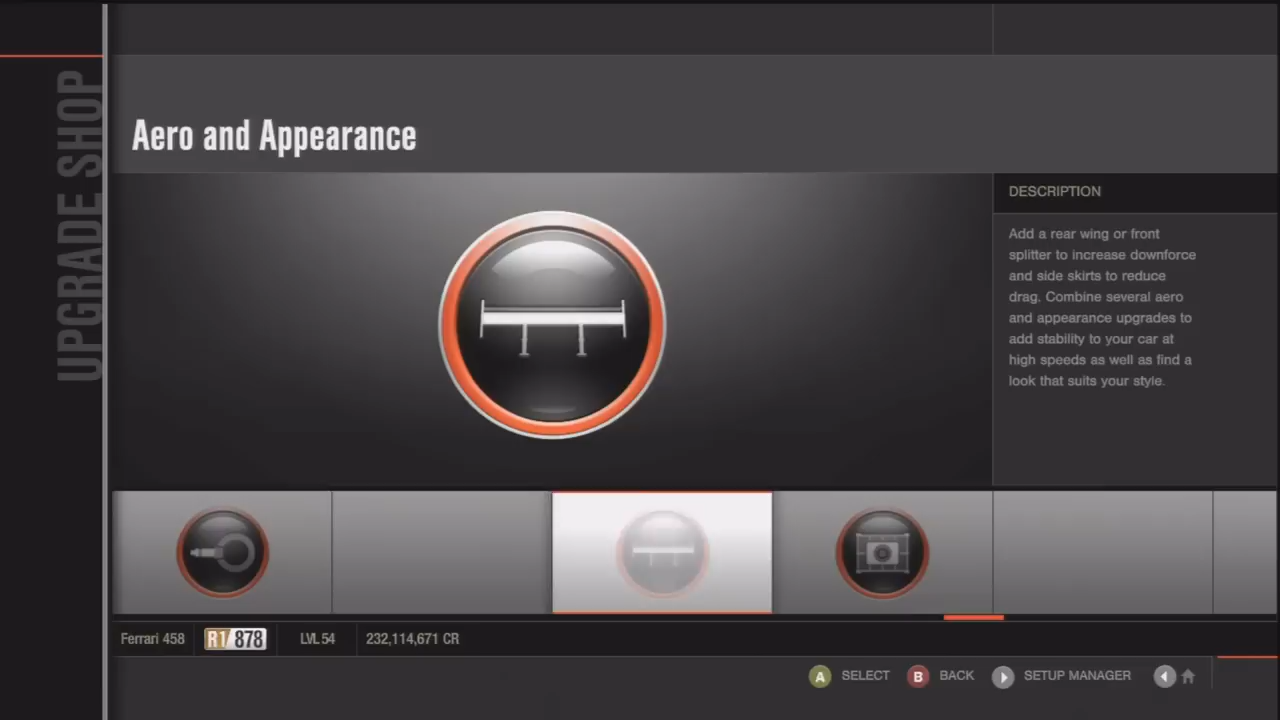 UPGRADE SHOP
Aero and Appearance
DESCRIPTION
Add a rear wing or front
splitter to increase downforce
and side skirts to reduce
drag. Combine several aero
and appearance upgrades to
add stability to your car at
high speeds as well as find a
look that suits your style.
Ferrari 458 R1/878 LVL 54 232,114,671 CR
A SELECT B BACK SETUP MANAGER